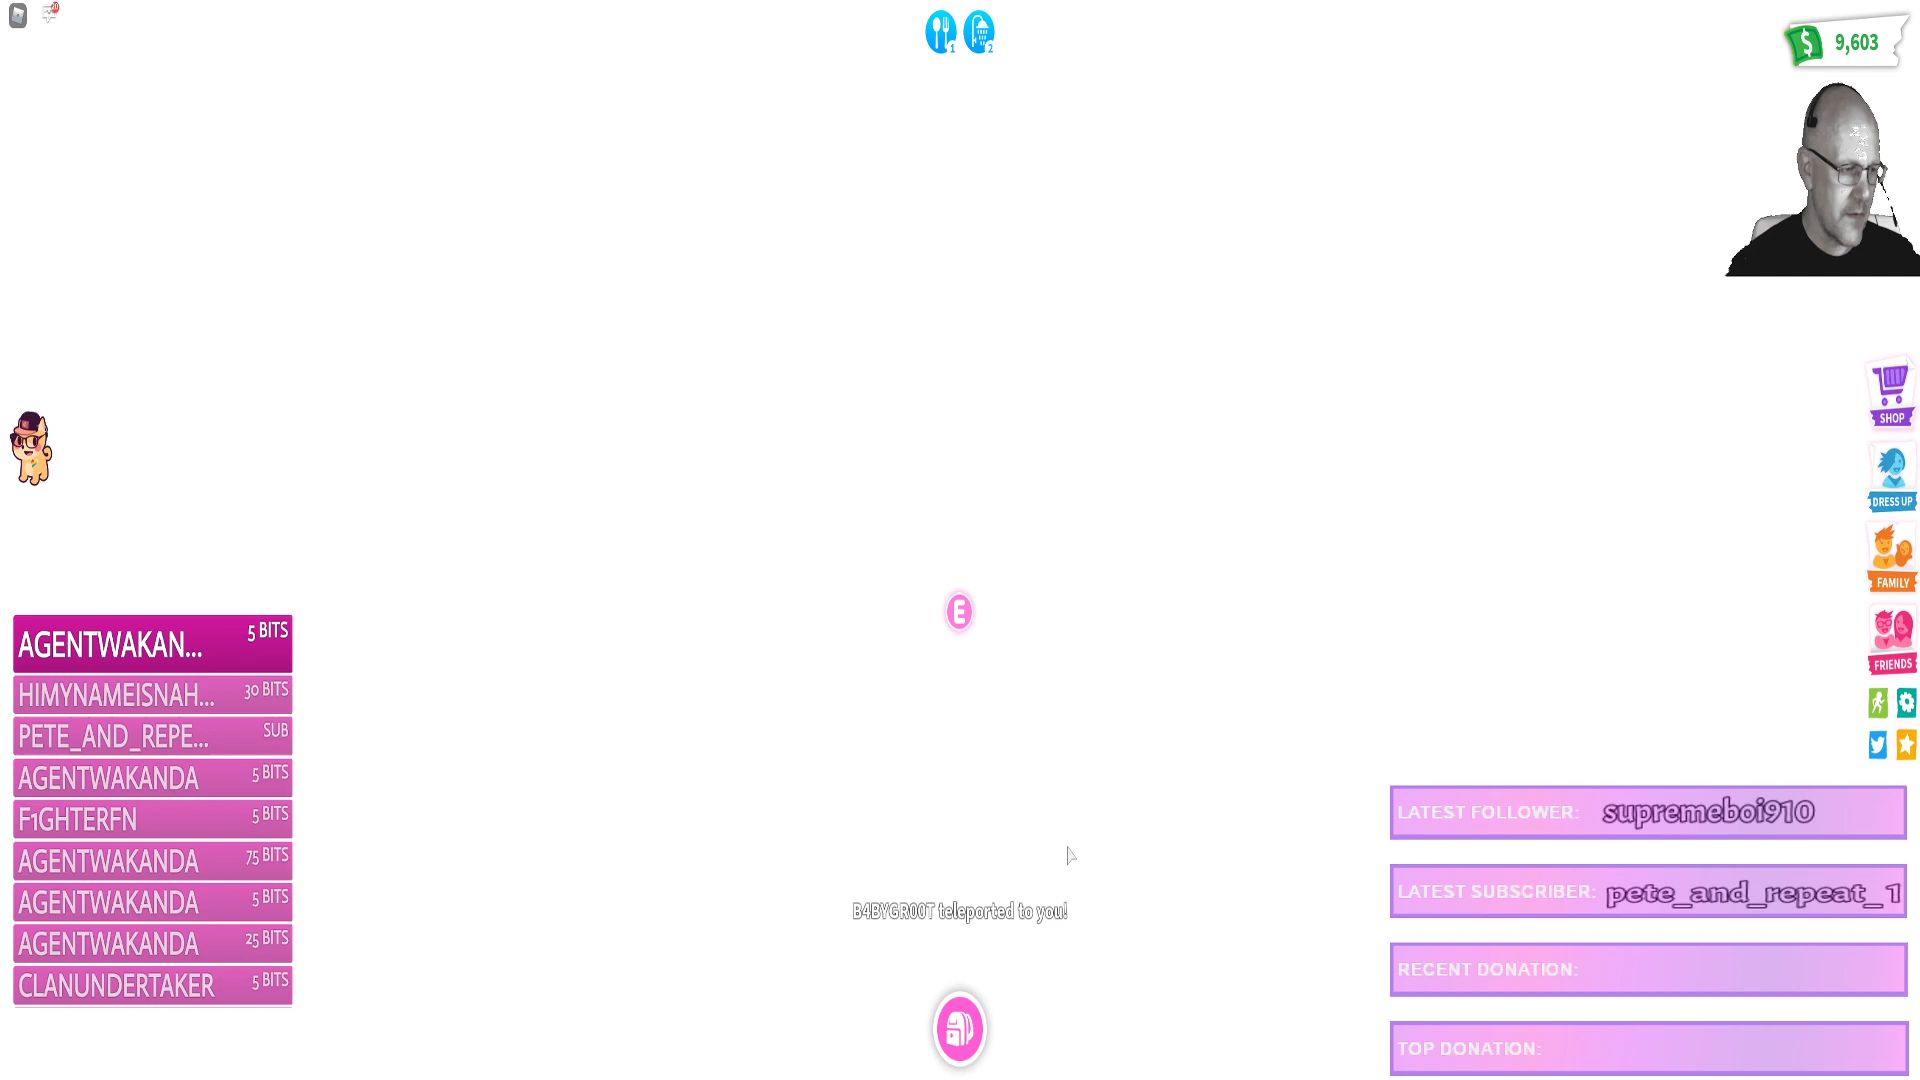 1
2
9,603
SHOP
DRESS UP
FAMILY
FRIENDS
E
AGENTWAKAN... 5 BITS
HIMYNAMEISNAH... 30 BITS
PETE_AND_REPE... SUB
AGENTWAKANDA 5 BITS
F1GHTERFN 5 BITS
AGENTWAKANDA 75 BITS
AGENTWAKANDA 5 BITS
AGENTWAKANDA 25 BITS
CLANUNDERTAKER 5 BITS
B4BYGR00T teleported to you!
LATEST FOLLOWER: supremeboi910
LATEST SUBSCRIBER: pete_and_repeat_1
RECENT DONATION:
TOP DONATION: